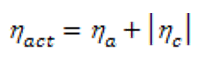 η_act = η_a + |η_c|